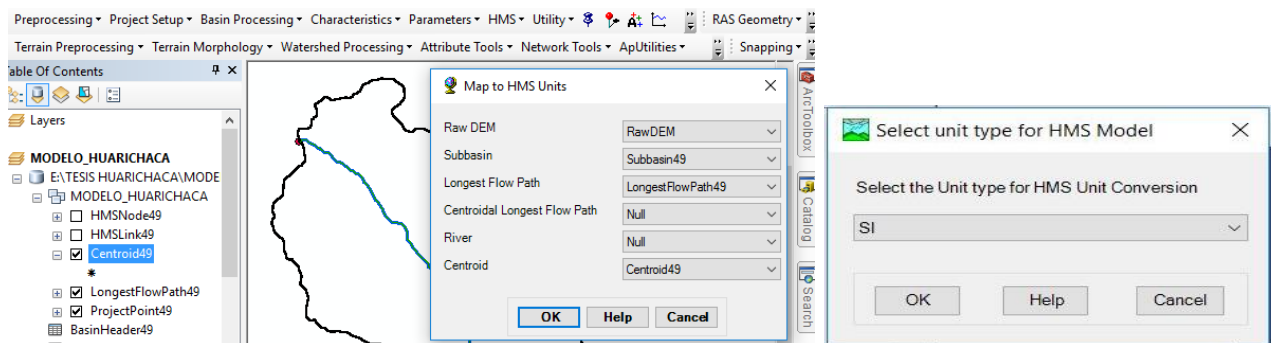 Preprocessing Project Setup Basin Processing Characteristics Parameters HMS Utility RAS Geometry
Terrain Preprocessing Terrain Morphology Watershed Processing Attribute Tools Network Tools ApUtilities Snapping
Table Of Contents
Layers
MODELO_HUARICHACA
E:\TESIS HUARICHACA\MODE
MODELO_HUARICHACA
HMSNode49
HMSLink49
Centroid49
LongestFlowPath49
ProjectPoint49
BasinHeader49
Map to HMS Units
Raw DEM RawDEM
Subbasin Subbasin49
Longest Flow Path LongestFlowPath49
Centroidal Longest Flow Path Null
River Null
Centroid Centroid49
OK Help Cancel
ArcToolbox
Catalog
Search
Select unit type for HMS Model
Select the Unit type for HMS Unit Conversion
SI
OK Help Cancel